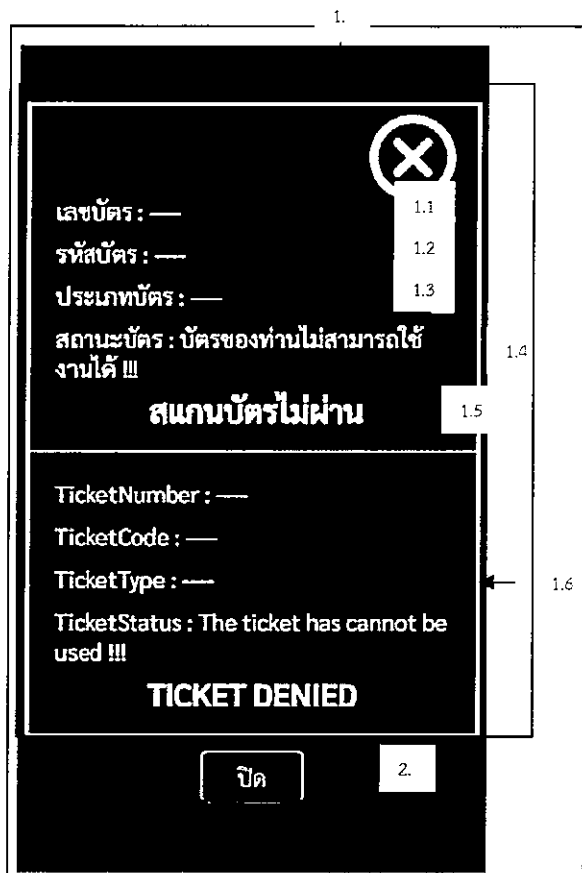 1.
เลขบัตร : —
1.1
รหัสบัตร : —
1.2
ประเภทบัตร : —
1.3
สถานะบัตร : บัตรของท่านไม่สามารถใช้
งานได้ !!!
1.4
สแกนบัตรไม่ผ่าน
1.5
TicketNumber : —
TicketCode : —
TicketType : —
1.6
TicketStatus : The ticket has cannot be
used !!!
TICKET DENIED
ปิด
2.